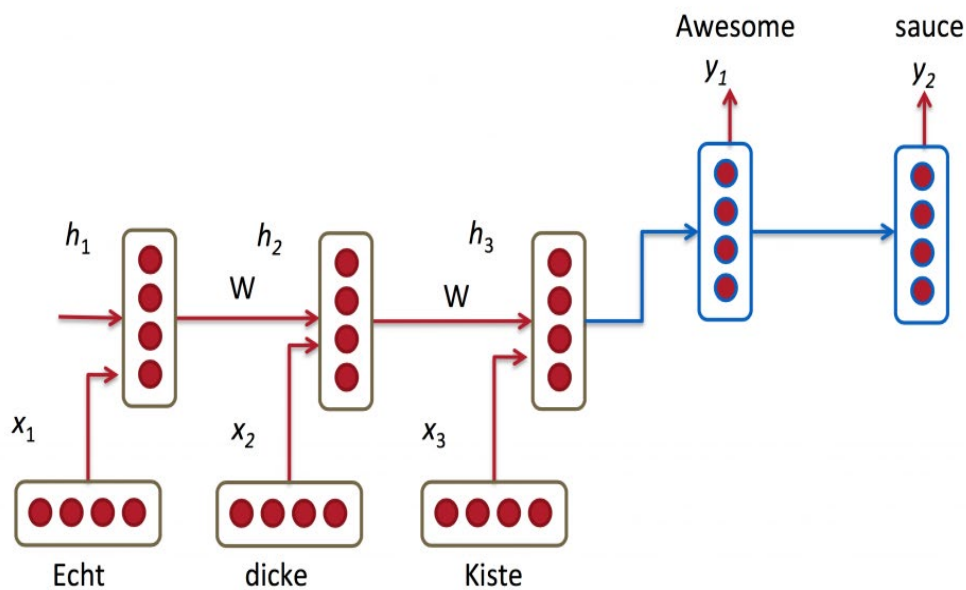 Awesome sauce
y1 y2
h1 h2 h3
W W
x1 x2 x3
Echt dicke Kiste